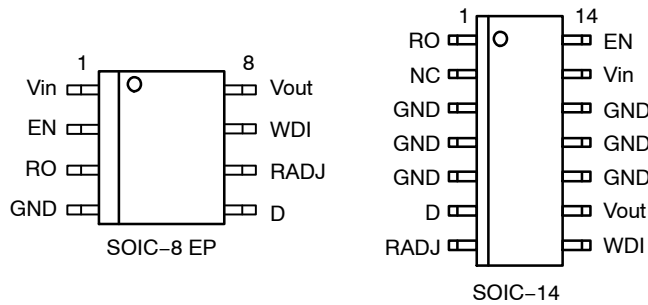 1 8
Vin Vout
EN WDI
RO RADJ
GND D
SOIC−8 EP
1 14
RO EN
NC Vin
GND GND
GND GND
GND GND
D Vout
RADJ WDI
SOIC−14